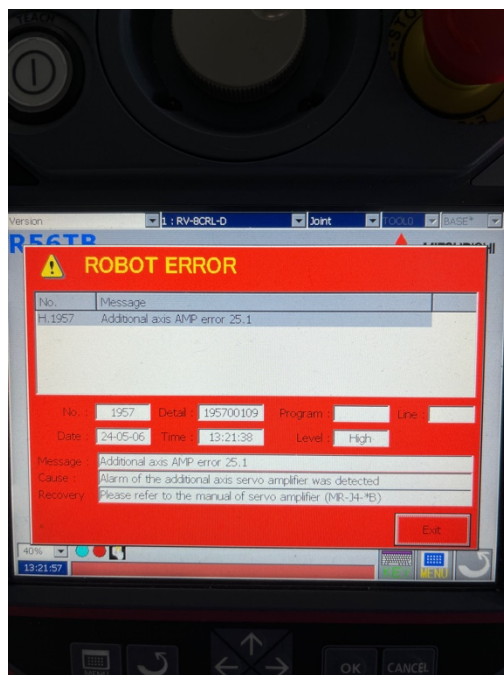 TEACH
E-STOP
Version 1 : RV-8CRL-D Joint TOOL0 BASE*
R56TB
ROBOT ERROR
No. Message
H.1957 Additional axis AMP error 25.1
No. : 1957 Detail : 195700109 Program : Line :
Date : 24-05-06 Time : 13:21:38 Level : High
Message : Additional axis AMP error 25.1
Cause : Alarm of the additional axis servo amplifier was detected
Recovery Please refer to the manual of servo amplifier (MR-J4-*B)
Exit
40%
13:21:57 MENU
MENU OK CANCEL